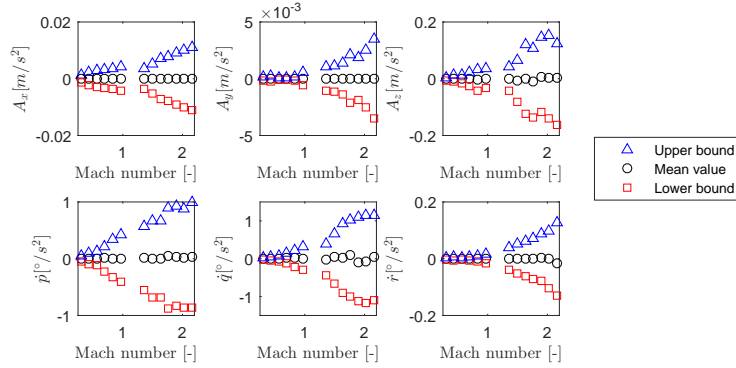 ×10⁻³
0.02
0
-0.02
A_x [m/s²]
1 2
Mach number [-]
5
0
-5
A_y [m/s²]
1 2
Mach number [-]
0.2
0
-0.2
A_z [m/s²]
1 2
Mach number [-]
Upper bound
Mean value
Lower bound
1
0
-1
ṗ [°/s²]
1 2
Mach number [-]
1
0
-1
q̇ [°/s²]
1 2
Mach number [-]
0.2
0
-0.2
ṙ [°/s²]
1 2
Mach number [-]